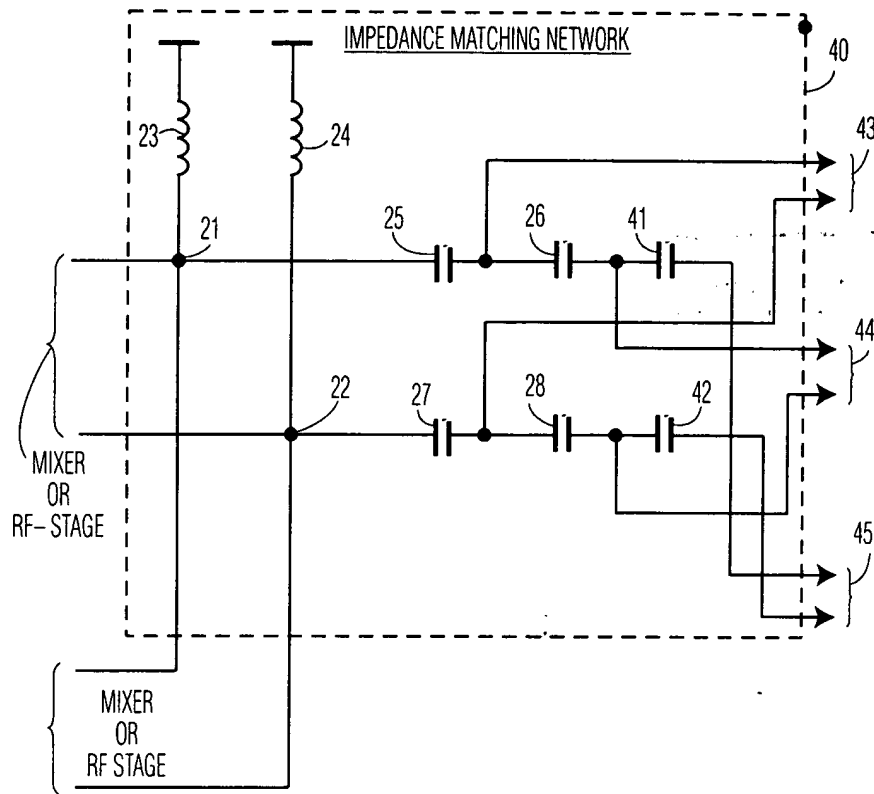 IMPEDANCE MATCHING NETWORK
40
23
24
43
21
25
26
41
44
22
27
28
42
MIXER
OR
RF-STAGE
45
MIXER
OR
RF STAGE